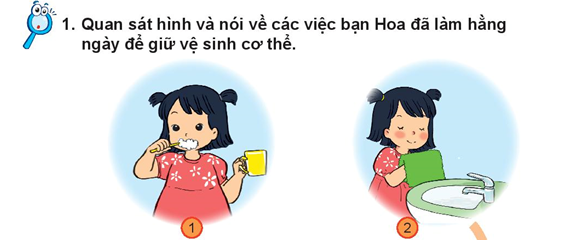 1. Quan sát hình và nói về các việc bạn Hoa đã làm hằng
ngày để giữ vệ sinh cơ thể.
1
2